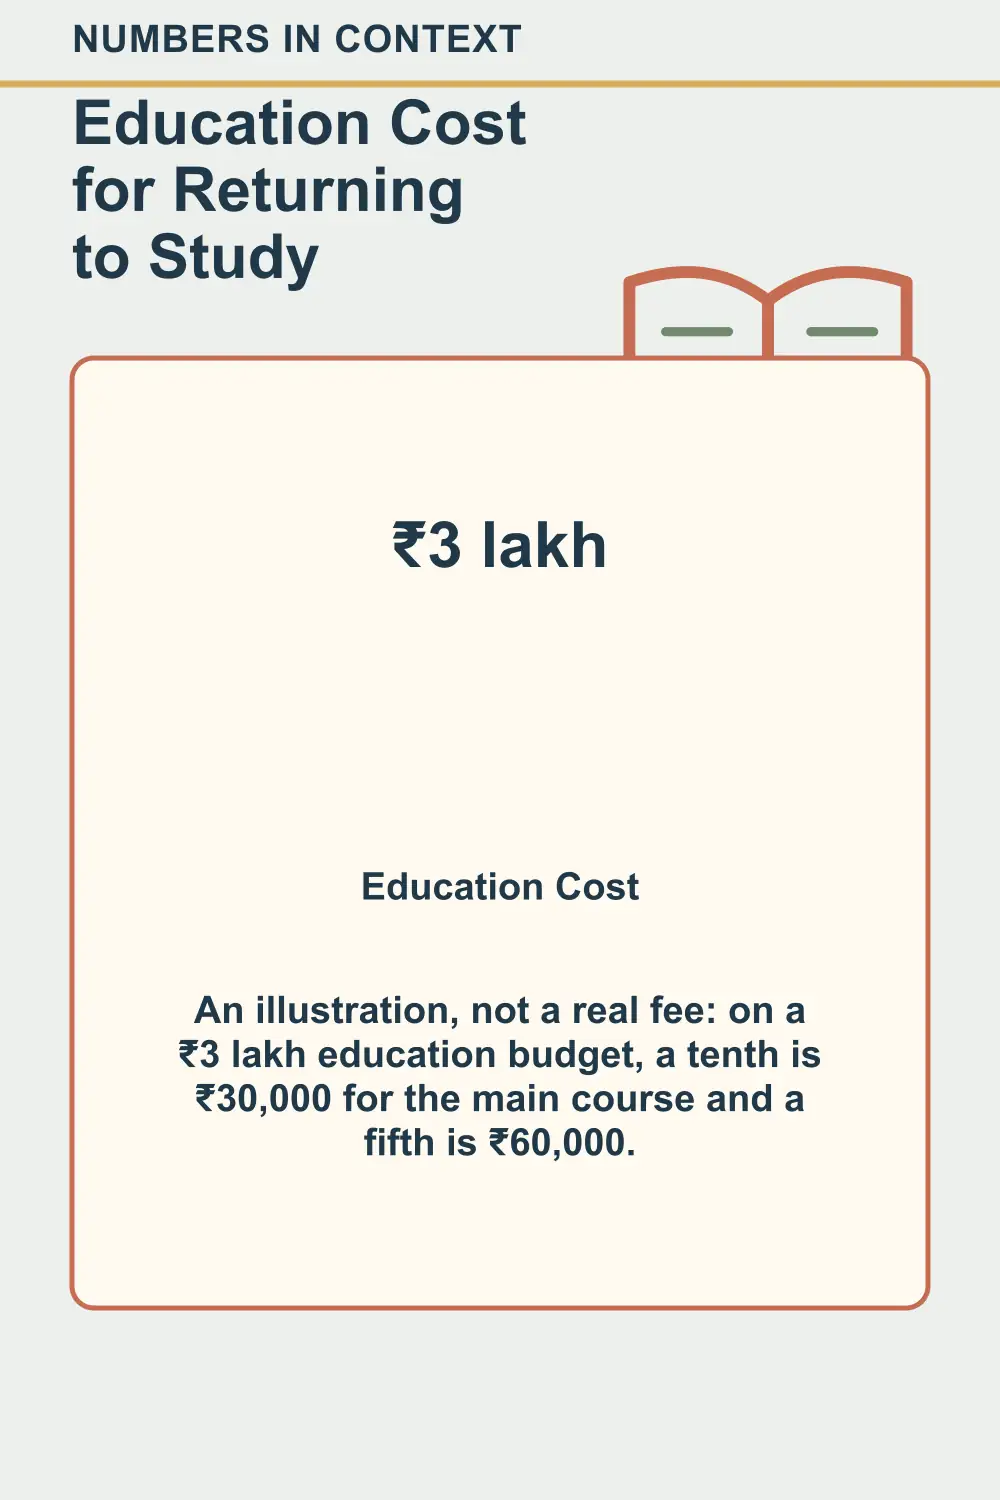 NUMBERS IN CONTEXT
Education Cost
for Returning
to Study
₹3 lakh
Education Cost
An illustration, not a real fee: on a
₹3 lakh education budget, a tenth is
₹30,000 for the main course and a
fifth is ₹60,000.